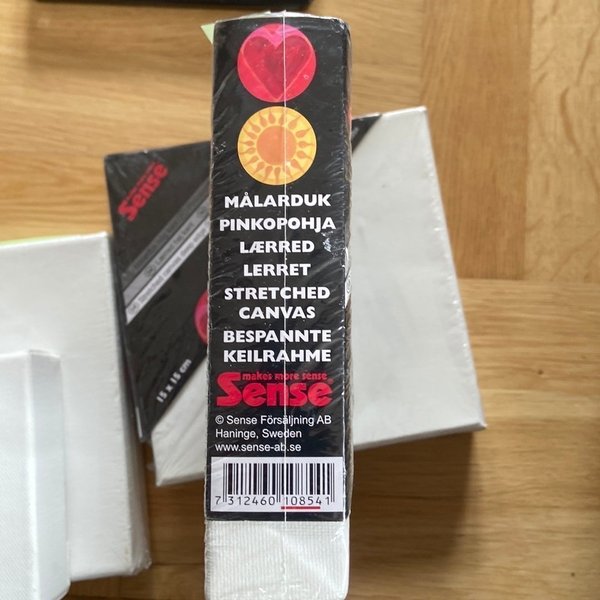 MÅLARDUK
PINKOPOHJA
LÆRRED
LERRET
STRETCHED
CANVAS
BESPANNTE
KEILRAHME
make's more sense
Sense
© Sense Försäljning AB
Haninge, Sweden
www.sense-ab.se
7 312460 108541
Sense
15 x 15 cm